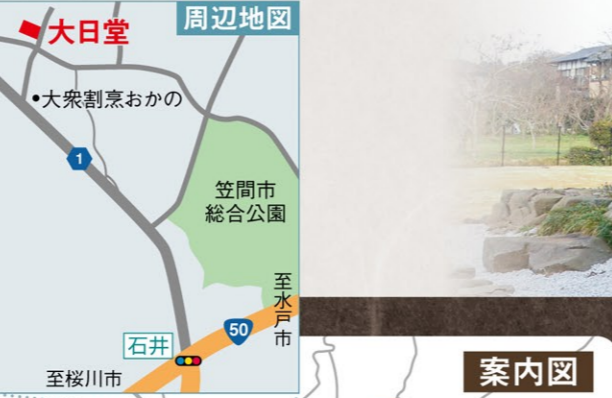 周辺地図
大日堂
大衆割烹おかの
1
笠間市
総合公園
至水戸市
50
石井
至桜川市
案内図